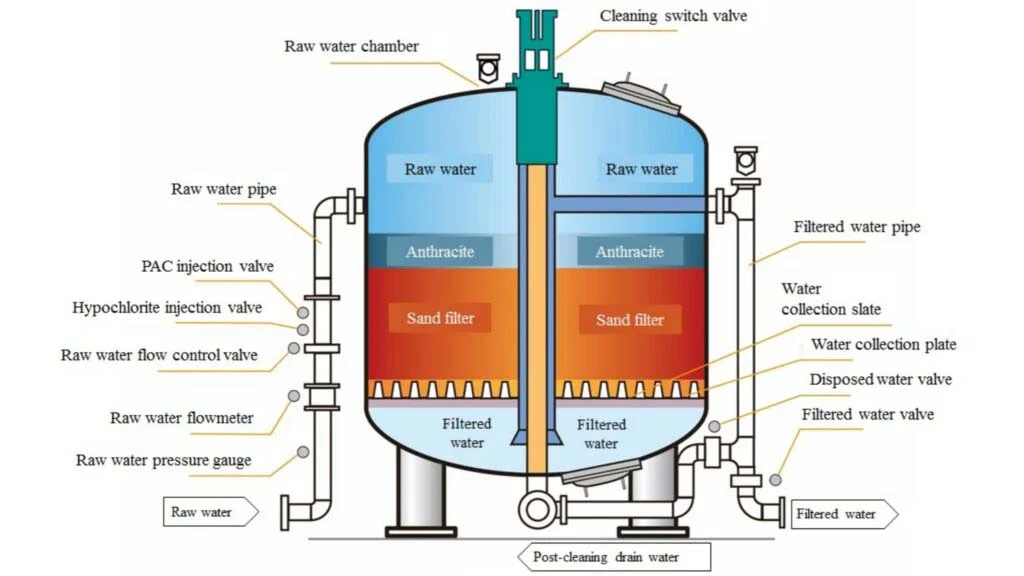 Cleaning switch valve
Raw water chamber
Raw water
Raw water
Raw water pipe
Filtered water pipe
Anthracite
Anthracite
PAC injection valve
Water
collection slate
Hypochlorite injection valve
Sand filter
Sand filter
Water collection plate
Raw water flow control valve
Disposed water valve
Raw water flowmeter
Filtered water valve
Filtered
water
Filtered
water
Raw water pressure gauge
Raw water
Filtered water
Post-cleaning drain water